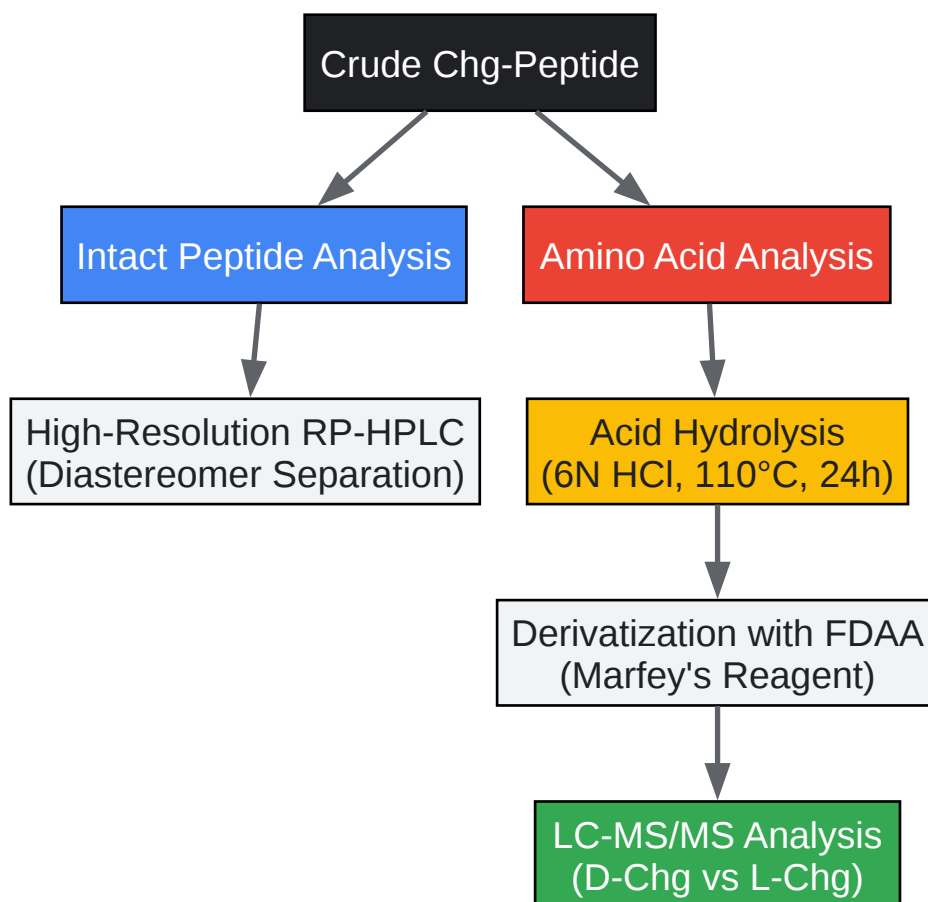 Crude Chg-Peptide
Intact Peptide Analysis
Amino Acid Analysis
High-Resolution RP-HPLC
(Diastereomer Separation)
Acid Hydrolysis
(6N HCl, 110°C, 24h)
Derivatization with FDAA
(Marfey's Reagent)
LC-MS/MS Analysis
(D-Chg vs L-Chg)